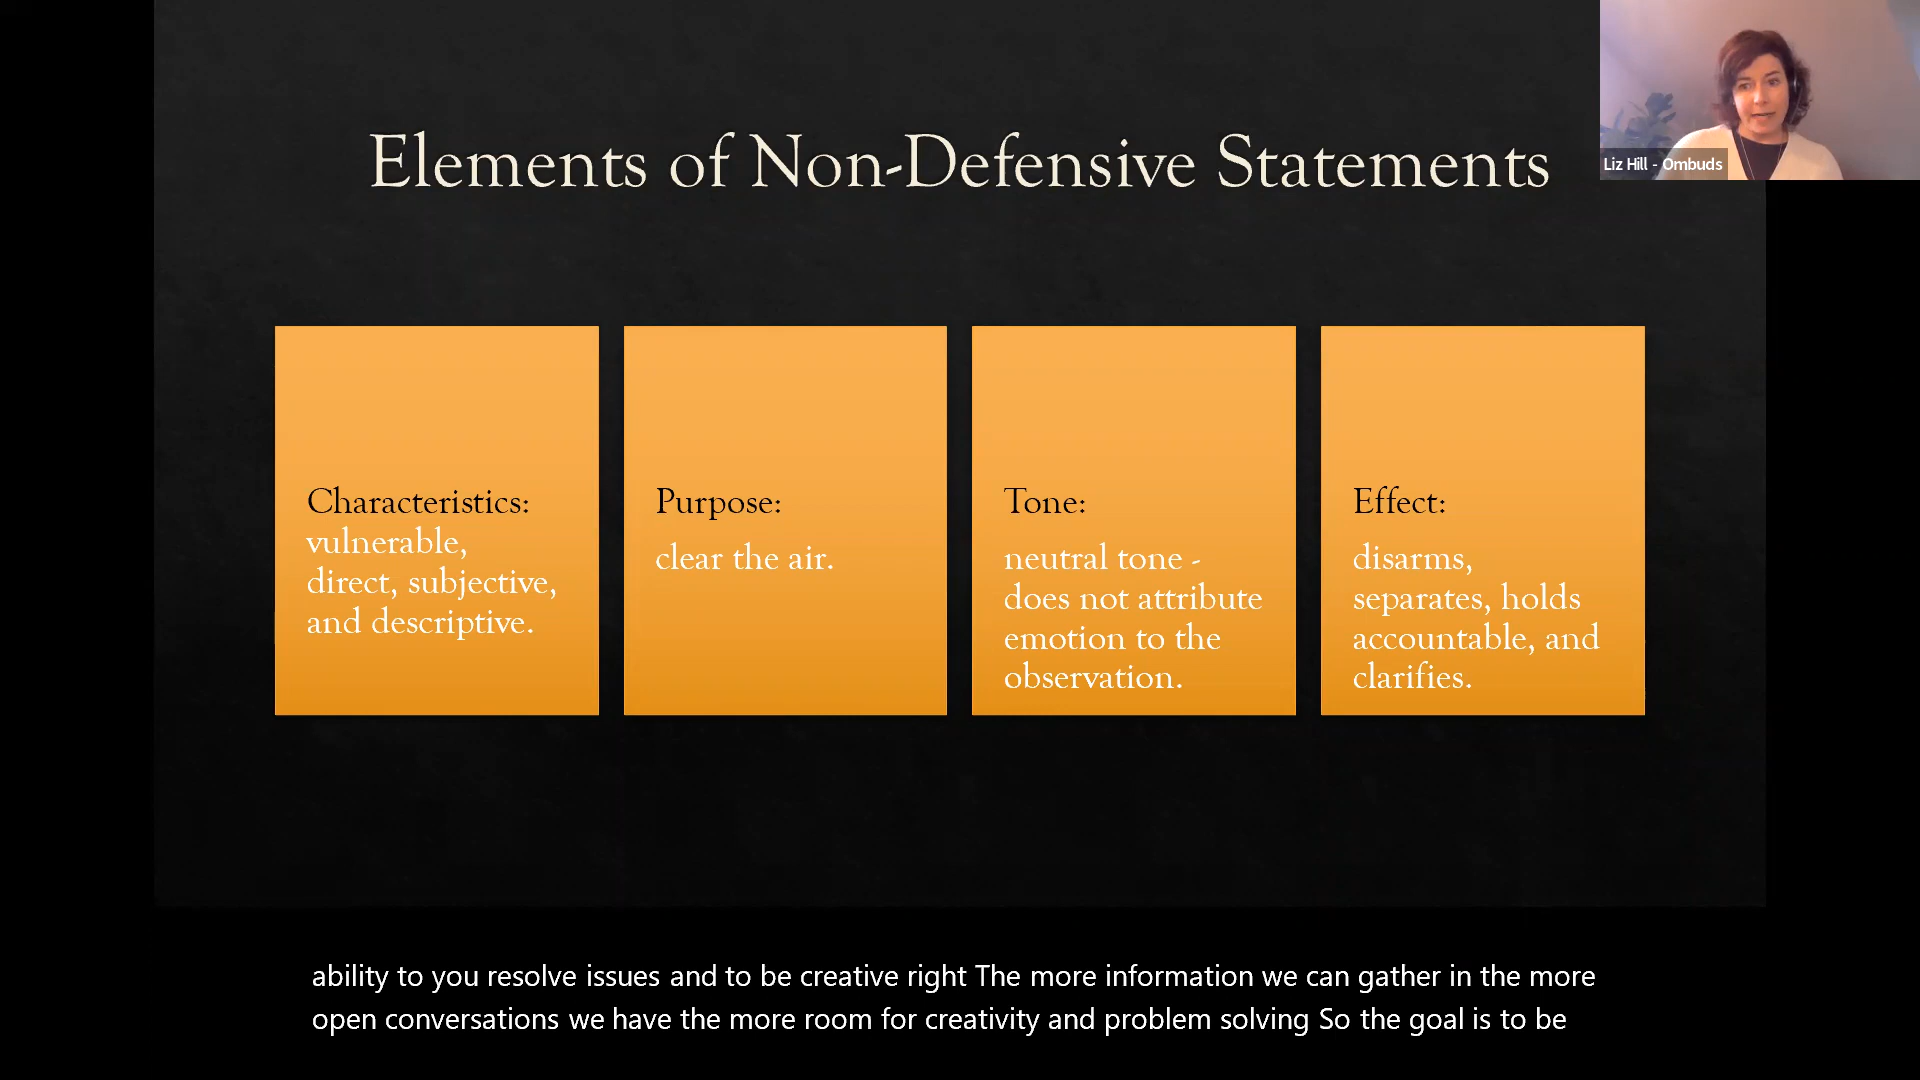 Elements of Non-Defensive Statements
Liz Hill - Ombuds
Characteristics:
vulnerable,
direct, subjective,
and descriptive.
Purpose:
clear the air.
Tone:
neutral tone -
does not attribute
emotion to the
observation.
Effect:
disarms,
separates, holds
accountable, and
clarifies.
ability to you resolve issues and to be creative right The more information we can gather in the more
open conversations we have the more room for creativity and problem solving So the goal is to be